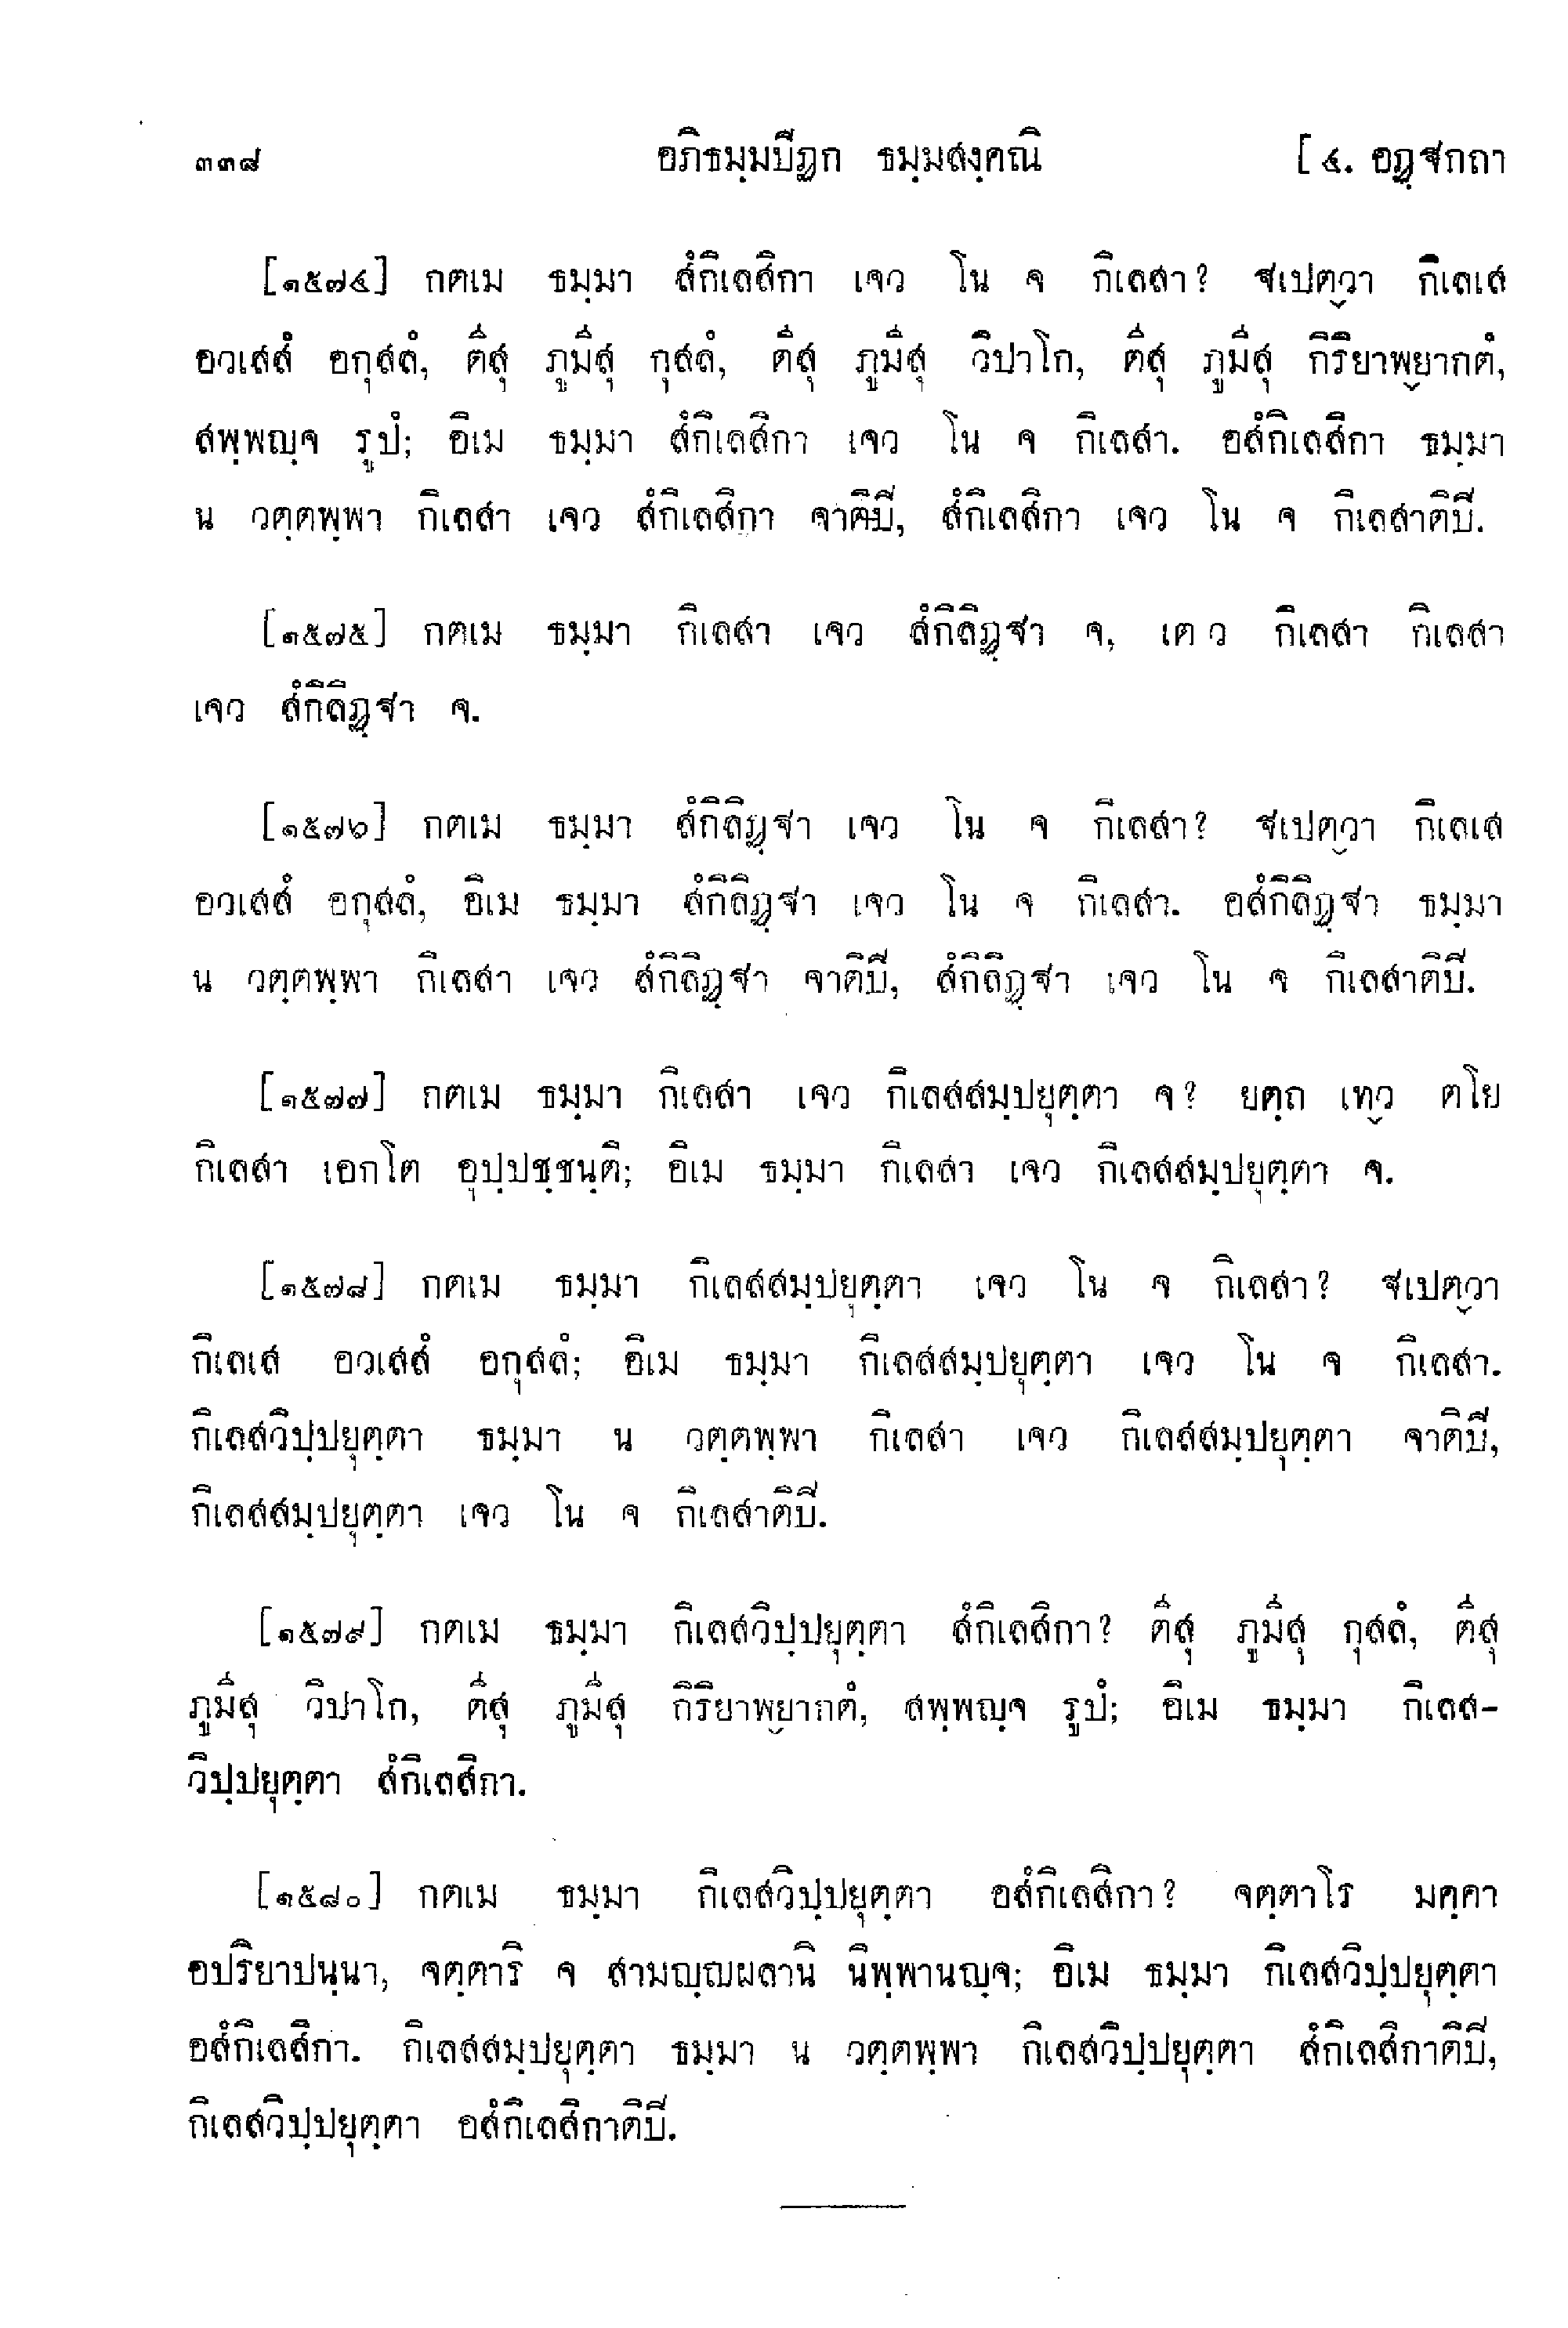 ๓๓๘ อภิธมฺมปิฏก ธมฺมสงฺคณิ [ ๔. อฏฺฐกถา
[๑๕๗๔] กตเม ธมฺมา สํกิเลสิกา เจว โน จ กิเลสา? ฐเปตฺวา กิเลเส
อวเสสํ อกุสลํ, ตีสุ ภูมีสุ กุสลํ, ตีสุ ภูมีสุ วิปาโก, ตีสุ ภูมีสุ กิริยาพฺยากตํ,
สพฺพญฺจ รูปํ; อิเม ธมฺมา สํกิเลสิกา เจว โน จ กิเลสา. อสํกิเลสิกา ธมฺมา
น วตฺตพฺพา กิเลสา เจว สํกิเลสิกา จาติปิ, สํกิเลสิกา เจว โน จ กิเลสาติปิ.
[๑๕๗๕] กตเม ธมฺมา กิเลสา เจว สํกิลิฏฺฐา จ, เต ว กิเลสา กิเลสา
เจว สํกิลิฏฺฐา จ.
[๑๕๗๖] กตเม ธมฺมา สํกิลิฏฺฐา เจว โน จ กิเลสา? ฐเปตฺวา กิเลเส
อวเสสํ อกุสลํ, อิเม ธมฺมา สํกิลิฏฺฐา เจว โน จ กิเลสา. อสํกิลิฏฺฐา ธมฺมา
น วตฺตพฺพา กิเลสา เจว สํกิลิฏฺฐา จาติปิ, สํกิลิฏฺฐา เจว โน จ กิเลสาติปิ.
[๑๕๗๗] กตเม ธมฺมา กิเลสา เจว กิเลสสมฺปยุตฺตา จ? ยตฺถ เทฺว ตโย
กิเลสา เอกโต อุปฺปชฺชนฺติ; อิเม ธมฺมา กิเลสา เจว กิเลสสมฺปยุตฺตา จ.
[๑๕๗๘] กตเม ธมฺมา กิเลสสมฺปยุตฺตา เจว โน จ กิเลสา? ฐเปตฺวา
กิเลเส อวเสสํ อกุสลํ; อิเม ธมฺมา กิเลสสมฺปยุตฺตา เจว โน จ กิเลสา.
กิเลสวิปฺปยุตฺตา ธมฺมา น วตฺตพฺพา กิเลสา เจว กิเลสสมฺปยุตฺตา จาติปิ,
กิเลสสมฺปยุตฺตา เจว โน จ กิเลสาติปิ.
[๑๕๗๙] กตเม ธมฺมา กิเลสวิปฺปยุตฺตา สํกิเลสิกา? ตีสุ ภูมีสุ กุสลํ, ตีสุ
ภูมีสุ วิปาโก, ตีสุ ภูมีสุ กิริยาพฺยากตํ, สพฺพญฺจ รูปํ; อิเม ธมฺมา กิเลส-
วิปฺปยุตฺตา สํกิเลสิกา.
[๑๕๘๐] กตเม ธมฺมา กิเลสวิปฺปยุตฺตา อสํกิเลสิกา? จตฺตาโร มคฺคา
อปริยาปนฺนา, จตฺตาริ จ สามญฺญผลานิ นิพฺพานญฺจ; อิเม ธมฺมา กิเลสวิปฺปยุตฺตา
อสํกิเลสิกา. กิเลสสมฺปยุตฺตา ธมฺมา น วตฺตพฺพา กิเลสวิปฺปยุตฺตา สํกิเลสิกาติปิ,
กิเลสวิปฺปยุตฺตา อสํกิเลสิกาติปิ.